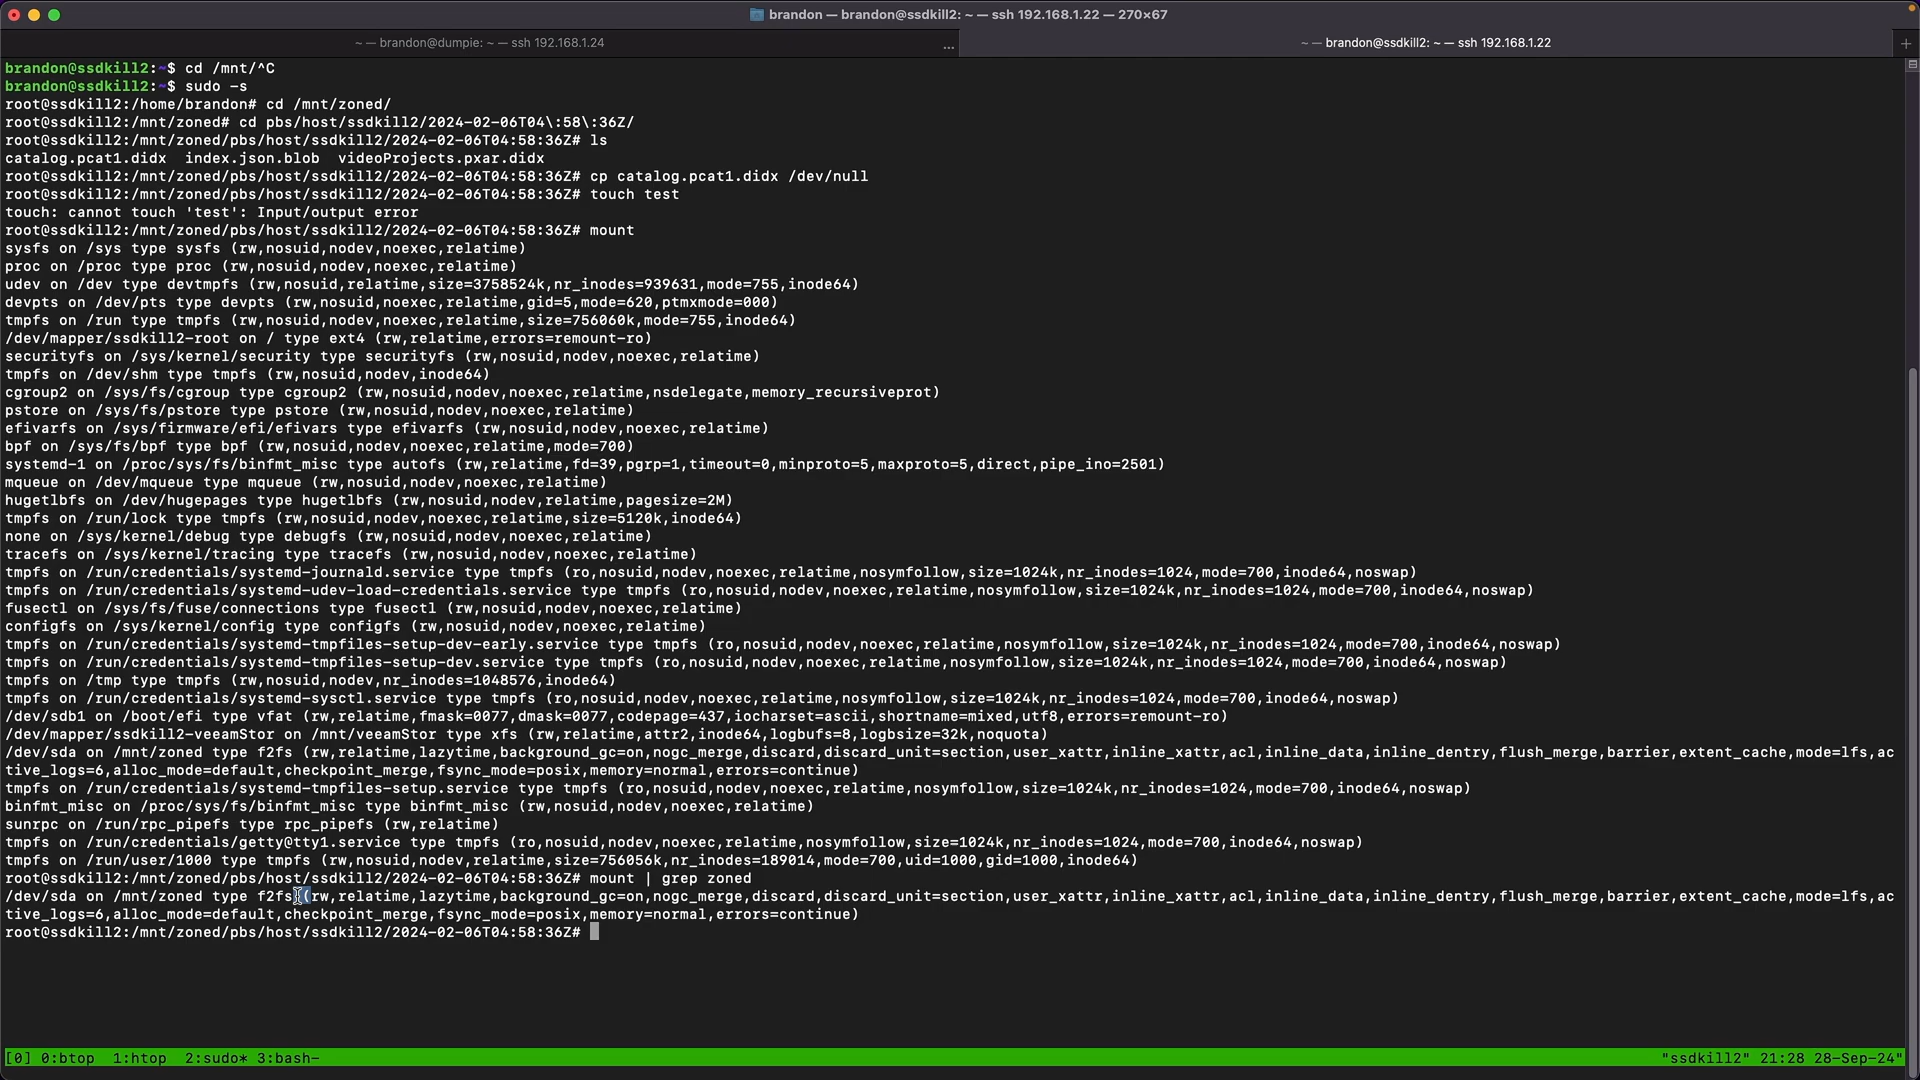 brandon — brandon@ssdkill2: ~ — ssh 192.168.1.22 — 270×67
~ — brandon@dumpie: ~ — ssh 192.168.1.24
...
~ — brandon@ssdkill2: ~ — ssh 192.168.1.22
+
brandon@ssdkill2:~$ cd /mnt/^C
brandon@ssdkill2:~$ sudo -s
root@ssdkill2:/home/brandon# cd /mnt/zoned/
root@ssdkill2:/mnt/zoned# cd pbs/host/ssdkill2/2024-02-06T04\:58\:36Z/
root@ssdkill2:/mnt/zoned/pbs/host/ssdkill2/2024-02-06T04:58:36Z# ls
catalog.pcat1.didx  index.json.blob  videoProjects.pxar.didx
root@ssdkill2:/mnt/zoned/pbs/host/ssdkill2/2024-02-06T04:58:36Z# cp catalog.pcat1.didx /dev/null
root@ssdkill2:/mnt/zoned/pbs/host/ssdkill2/2024-02-06T04:58:36Z# touch test
touch: cannot touch 'test': Input/output error
root@ssdkill2:/mnt/zoned/pbs/host/ssdkill2/2024-02-06T04:58:36Z# mount
sysfs on /sys type sysfs (rw,nosuid,nodev,noexec,relatime)
proc on /proc type proc (rw,nosuid,nodev,noexec,relatime)
udev on /dev type devtmpfs (rw,nosuid,relatime,size=3758524k,nr_inodes=939631,mode=755,inode64)
devpts on /dev/pts type devpts (rw,nosuid,noexec,relatime,gid=5,mode=620,ptmxmode=000)
tmpfs on /run type tmpfs (rw,nosuid,nodev,noexec,relatime,size=756060k,mode=755,inode64)
/dev/mapper/ssdkill2-root on / type ext4 (rw,relatime,errors=remount-ro)
securityfs on /sys/kernel/security type securityfs (rw,nosuid,nodev,noexec,relatime)
tmpfs on /dev/shm type tmpfs (rw,nosuid,nodev,inode64)
cgroup2 on /sys/fs/cgroup type cgroup2 (rw,nosuid,nodev,noexec,relatime,nsdelegate,memory_recursiveprot)
pstore on /sys/fs/pstore type pstore (rw,nosuid,nodev,noexec,relatime)
efivarfs on /sys/firmware/efi/efivars type efivarfs (rw,nosuid,nodev,noexec,relatime)
bpf on /sys/fs/bpf type bpf (rw,nosuid,nodev,noexec,relatime,mode=700)
systemd-1 on /proc/sys/fs/binfmt_misc type autofs (rw,relatime,fd=39,pgrp=1,timeout=0,minproto=5,maxproto=5,direct,pipe_ino=2501)
mqueue on /dev/mqueue type mqueue (rw,nosuid,nodev,noexec,relatime)
hugetlbfs on /dev/hugepages type hugetlbfs (rw,nosuid,nodev,relatime,pagesize=2M)
tmpfs on /run/lock type tmpfs (rw,nosuid,nodev,noexec,relatime,size=5120k,inode64)
none on /sys/kernel/debug type debugfs (rw,nosuid,nodev,noexec,relatime)
tracefs on /sys/kernel/tracing type tracefs (rw,nosuid,nodev,noexec,relatime)
tmpfs on /run/credentials/systemd-journald.service type tmpfs (ro,nosuid,nodev,noexec,relatime,nosymfollow,size=1024k,nr_inodes=1024,mode=700,inode64,noswap)
tmpfs on /run/credentials/systemd-udev-load-credentials.service type tmpfs (ro,nosuid,nodev,noexec,relatime,nosymfollow,size=1024k,nr_inodes=1024,mode=700,inode64,noswap)
fusectl on /sys/fs/fuse/connections type fusectl (rw,nosuid,nodev,noexec,relatime)
configfs on /sys/kernel/config type configfs (rw,nosuid,nodev,noexec,relatime)
tmpfs on /run/credentials/systemd-tmpfiles-setup-dev-early.service type tmpfs (ro,nosuid,nodev,noexec,relatime,nosymfollow,size=1024k,nr_inodes=1024,mode=700,inode64,noswap)
tmpfs on /run/credentials/systemd-tmpfiles-setup-dev.service type tmpfs (ro,nosuid,nodev,noexec,relatime,nosymfollow,size=1024k,nr_inodes=1024,mode=700,inode64,noswap)
tmpfs on /tmp type tmpfs (rw,nosuid,nodev,nr_inodes=1048576,inode64)
tmpfs on /run/credentials/systemd-sysctl.service type tmpfs (ro,nosuid,nodev,noexec,relatime,nosymfollow,size=1024k,nr_inodes=1024,mode=700,inode64,noswap)
/dev/sdb1 on /boot/efi type vfat (rw,relatime,fmask=0077,dmask=0077,codepage=437,iocharset=ascii,shortname=mixed,utf8,errors=remount-ro)
/dev/mapper/ssdkill2-veeamStor on /mnt/veeamStor type xfs (rw,relatime,attr2,inode64,logbufs=8,logbsize=32k,noquota)
/dev/sda on /mnt/zoned type f2fs (rw,relatime,lazytime,background_gc=on,nogc_merge,discard,discard_unit=section,user_xattr,inline_xattr,acl,inline_data,inline_dentry,flush_merge,barrier,extent_cache,mode=lfs,ac
tive_logs=6,alloc_mode=default,checkpoint_merge,fsync_mode=posix,memory=normal,errors=continue)
tmpfs on /run/credentials/systemd-tmpfiles-setup.service type tmpfs (ro,nosuid,nodev,noexec,relatime,nosymfollow,size=1024k,nr_inodes=1024,mode=700,inode64,noswap)
binfmt_misc on /proc/sys/fs/binfmt_misc type binfmt_misc (rw,nosuid,nodev,noexec,relatime)
sunrpc on /run/rpc_pipefs type rpc_pipefs (rw,relatime)
tmpfs on /run/credentials/getty@tty1.service type tmpfs (ro,nosuid,nodev,noexec,relatime,nosymfollow,size=1024k,nr_inodes=1024,mode=700,inode64,noswap)
tmpfs on /run/user/1000 type tmpfs (rw,nosuid,nodev,relatime,size=756056k,nr_inodes=189014,mode=700,uid=1000,gid=1000,inode64)
root@ssdkill2:/mnt/zoned/pbs/host/ssdkill2/2024-02-06T04:58:36Z# mount | grep zoned
/dev/sda on /mnt/zoned type f2fs (rw,relatime,lazytime,background_gc=on,nogc_merge,discard,discard_unit=section,user_xattr,inline_xattr,acl,inline_data,inline_dentry,flush_merge,barrier,extent_cache,mode=lfs,ac
tive_logs=6,alloc_mode=default,checkpoint_merge,fsync_mode=posix,memory=normal,errors=continue)
root@ssdkill2:/mnt/zoned/pbs/host/ssdkill2/2024-02-06T04:58:36Z#
[0] 0:btop  1:htop  2:sudo* 3:bash-
"ssdkill2" 21:28 28-Sep-24"